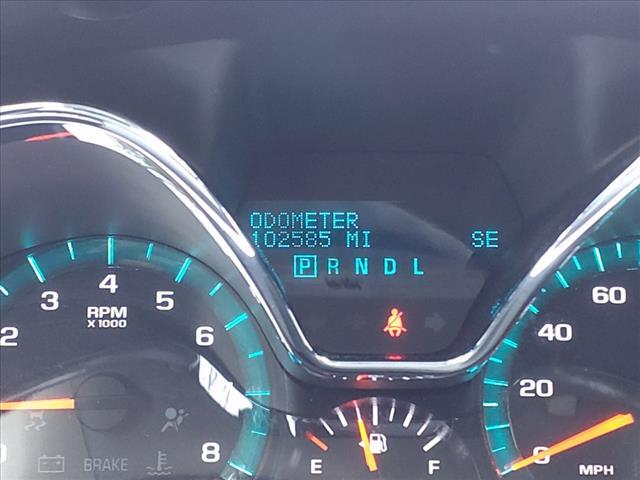 ODOMETER
102585 MI SE
P R N D L
2 3 4 5 6 8
RPM
X1000
BRAKE
E F
0 20 40 60
MPH